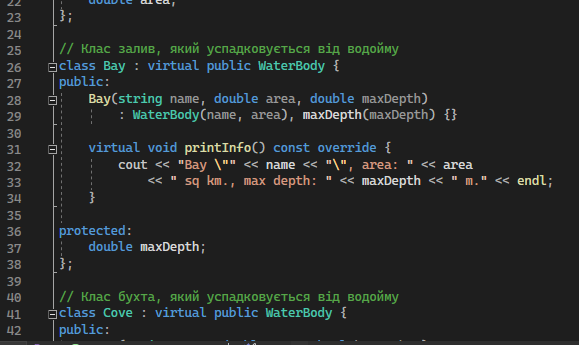 22 double area;
23 };
24
25 // Клас залив, який успадковується від водойму
26 class Bay : virtual public WaterBody {
27 public:
28 Bay(string name, double area, double maxDepth)
29 : WaterBody(name, area), maxDepth(maxDepth) {}
30
31 virtual void printInfo() const override {
32 cout << "Bay \"" << name << "\", area: " << area
33 << " sq km., max depth: " << maxDepth << " m." << endl;
34 }
35
36 protected:
37 double maxDepth;
38 };
39
40 // Клас бухта, який успадковується від водойму
41 class Cove : virtual public WaterBody {
42 public: